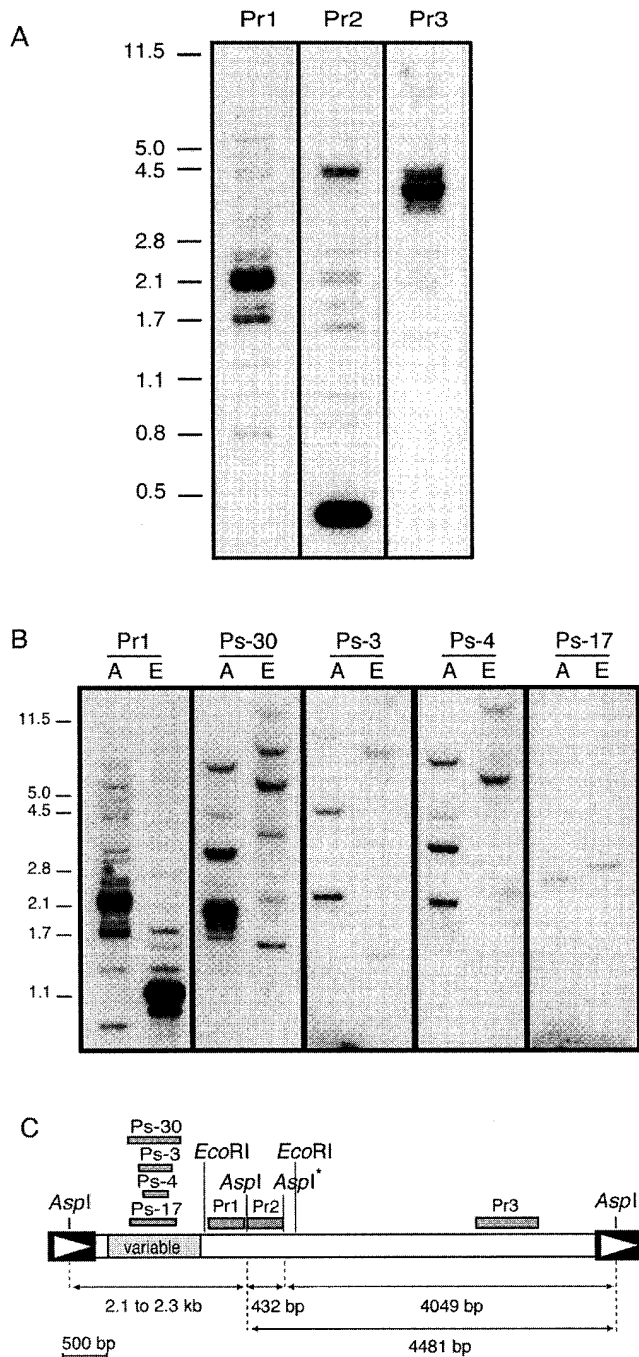 A
Pr1 Pr2 Pr3
11.5
5.0
4.5
2.8
2.1
1.7
1.1
0.8
0.5
B
Pr1 Ps-30 Ps-3 Ps-4 Ps-17
A E A E A E A E A E
11.5
5.0
4.5
2.8
2.1
1.7
1.1
C
Ps-30
Ps-3
Ps-4
Ps-17
EcoRI EcoRI
AspI AspI AspI* AspI
Pr1 Pr2 Pr3
variable
2.1 to 2.3 kb 432 bp 4049 bp
4481 bp
500 bp